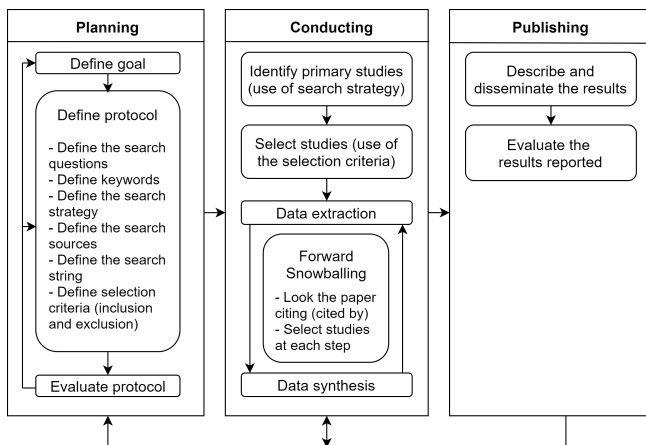 Planning
Define goal
Define protocol
- Define the search
questions
- Define keywords
- Define the search
strategy
- Define the search
sources
- Define the search
string
- Define selection
criteria (inclusion
and exclusion)
Evaluate protocol
Conducting
Identify primary studies
(use of search strategy)
Select studies (use of
the selection criteria)
Data extraction
Forward
Snowballing
- Look the paper
citing (cited by)
- Select studies
at each step
Data synthesis
Publishing
Describe and
disseminate the results
Evaluate the
results reported